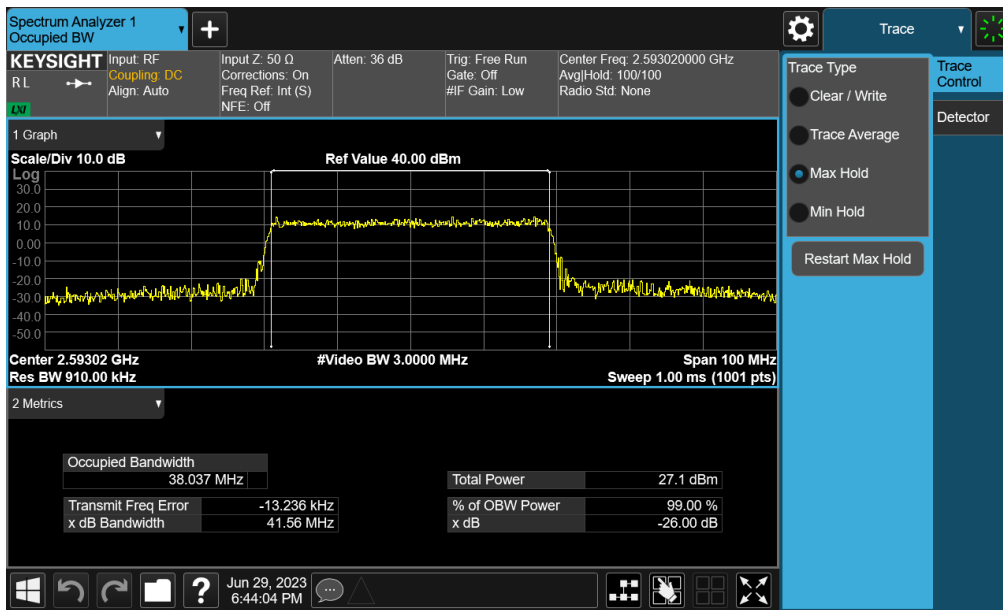 Spectrum Analyzer 1
Occupied BW
+
Trace
KEYSIGHT
Input: RF
Input Z: 50 Ω
Atten: 36 dB
Trig: Free Run
Center Freq: 2.593020000 GHz
R L
Coupling: DC
Corrections: On
Gate: Off
Avg|Hold: 100/100
Align: Auto
Freq Ref: Int (S)
#IF Gain: Low
Radio Std: None
LXI
NFE: Off
Trace Type
Clear / Write
Trace Average
Max Hold
Min Hold
Restart Max Hold
Trace
Control
Detector
1 Graph
Scale/Div 10.0 dB
Ref Value 40.00 dBm
Log
30.0
20.0
10.0
0.00
-10.0
-20.0
-30.0
-40.0
-50.0
Center 2.59302 GHz
#Video BW 3.0000 MHz
Span 100 MHz
Res BW 910.00 kHz
Sweep 1.00 ms (1001 pts)
2 Metrics
Occupied Bandwidth
38.037 MHz
Total Power
27.1 dBm
Transmit Freq Error
-13.236 kHz
% of OBW Power
99.00 %
x dB Bandwidth
41.56 MHz
x dB
-26.00 dB
?
Jun 29, 2023
6:44:04 PM